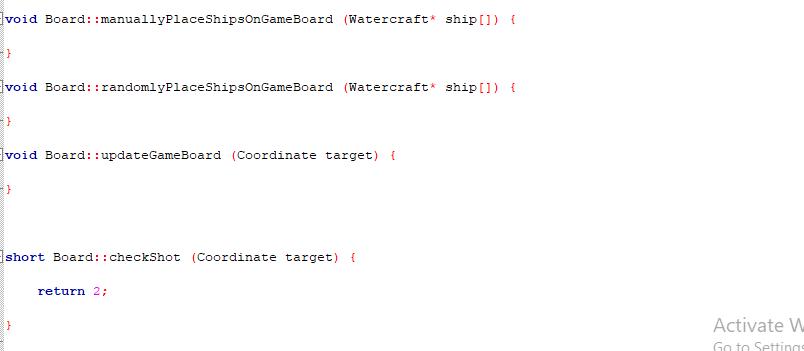 void Board::manuallyPlaceShipsOnGameBoard (Watercraft* ship[]) {
}
void Board::randomlyPlaceShipsOnGameBoard (Watercraft* ship[]) {
}
void Board::updateGameBoard (Coordinate target) {
}
short Board::checkShot (Coordinate target) {
return 2;
}
Activate W
Go to Settings